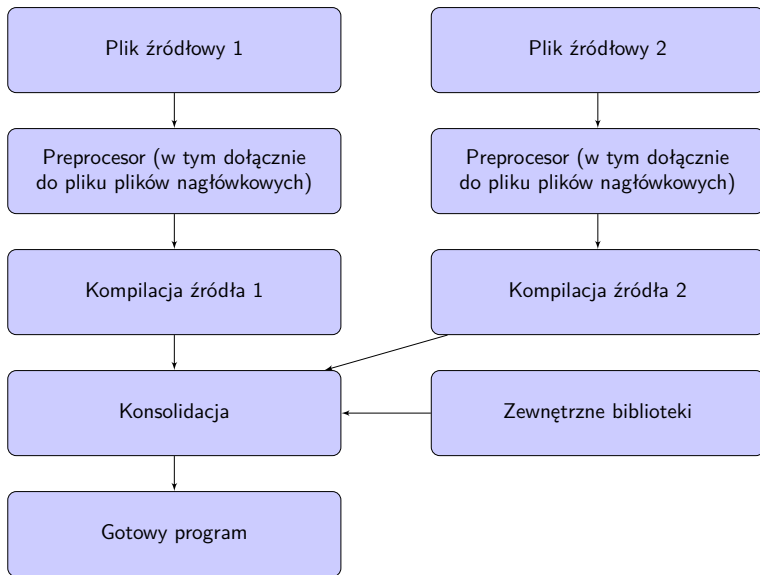 Plik źródłowy 1
Plik źródłowy 2
Preprocesor (w tym dołącznie
do pliku plików nagłówkowych)
Preprocesor (w tym dołącznie
do pliku plików nagłówkowych)
Kompilacja źródła 1
Kompilacja źródła 2
Konsolidacja
Zewnętrzne biblioteki
Gotowy program